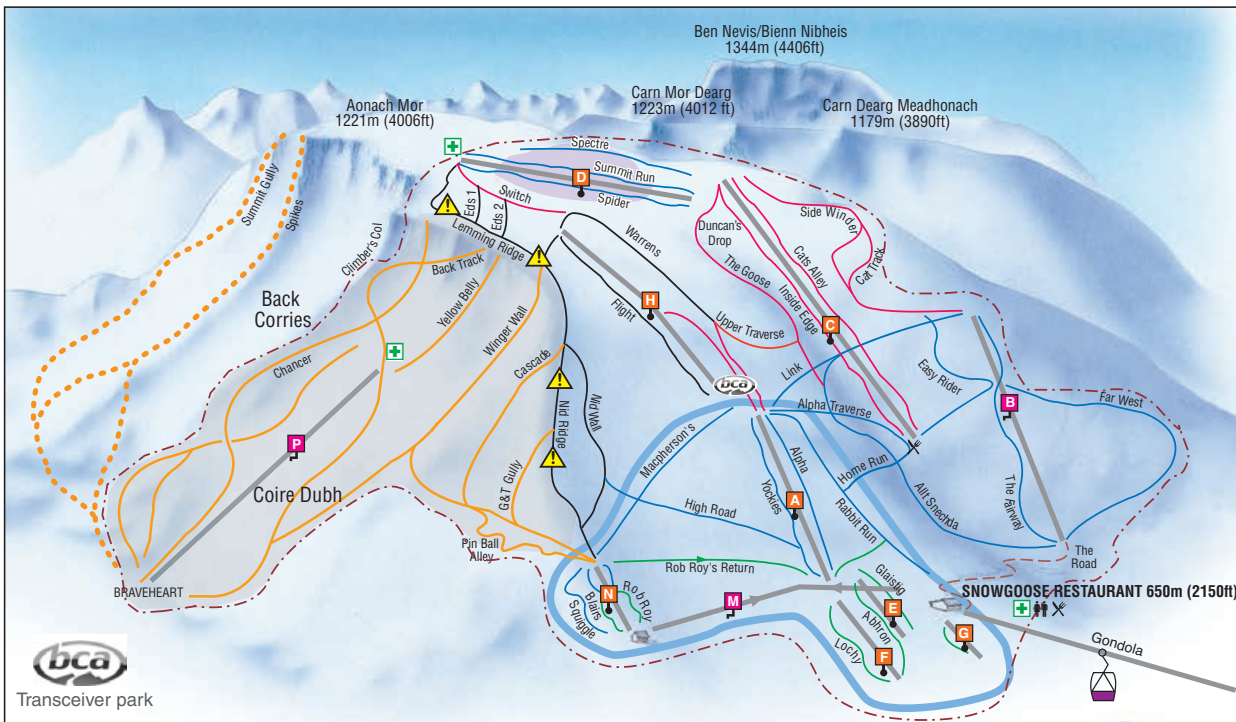 Ben Nevis/Bienn Nibheis
1344m (4406ft)
Aonach Mor
1221m (4006ft)
Carn Mor Dearg
1223m (4012 ft)
Carn Dearg Meadhonach
1179m (3890ft)
Spectre
Summit Run
D
Spider
Switch
Eds 1
Eds 2
!
Lemming Ridge
!
Summit Gully
Spikes
Climber's Col
Back Track
Yellow Belly
Winger Wall
Cascade
Back
Corries
Chancer
P
Coire Dubh
BRAVEHEART
Warrens
H
Flight
Upper Traverse
Duncan's
Drop
The Goose
Cats Alley
Inside Edge
C
Side Winder
Cat Track
Link
Easy Rider
B
Far West
bca
Alpha Traverse
!
Nid Ridge
Nid Wall
!
G&T Gully
Macpherson's
Alpha
Yockies
A
Home Run
Rabbit Run
Allt Snechda
The Fairway
High Road
Pin Ball
Alley
Rob Roy's Return
The
Road
N
Rob Roy
Blairs
Squiggle
M
Glaistig
E
Abhron
F
Lochy
G
SNOWGOOSE RESTAURANT 650m (2150ft)
Gondola
bca
Transceiver park